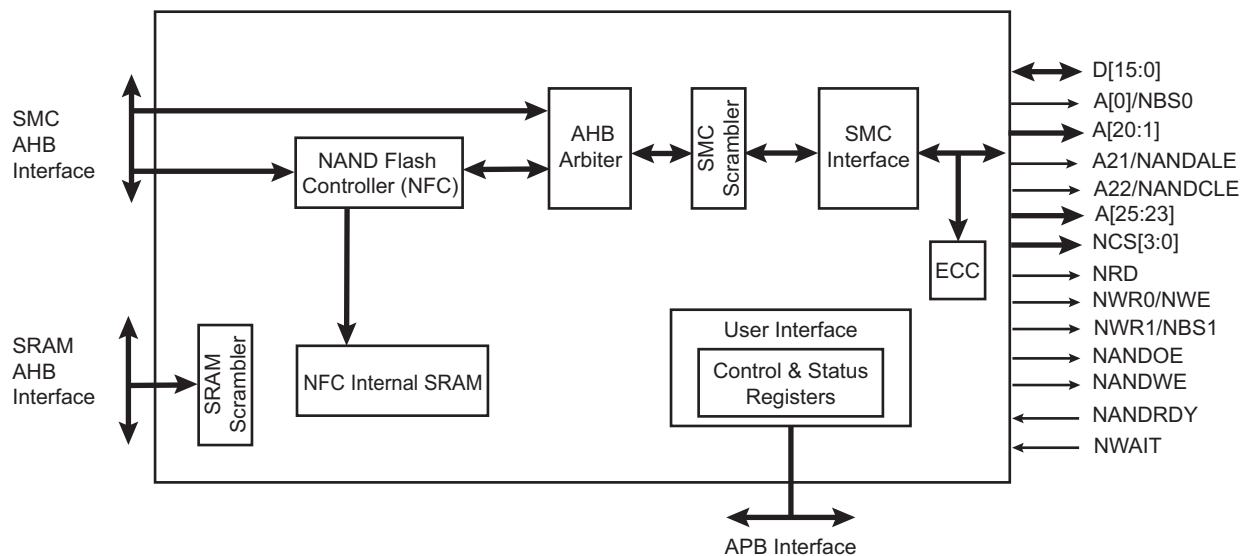 SMC
AHB
Interface
NAND Flash
Controller (NFC)
AHB
Arbiter
SMC
Scrambler
SMC
Interface
ECC
SRAM
AHB
Interface
SRAM
Scrambler
NFC Internal SRAM
User Interface
Control & Status
Registers
APB Interface
D[15:0]
A[0]/NBS0
A[20:1]
A21/NANDALE
A22/NANDCLE
A[25:23]
NCS[3:0]
NRD
NWR0/NWE
NWR1/NBS1
NANDOE
NANDWE
NANDRDY
NWAIT